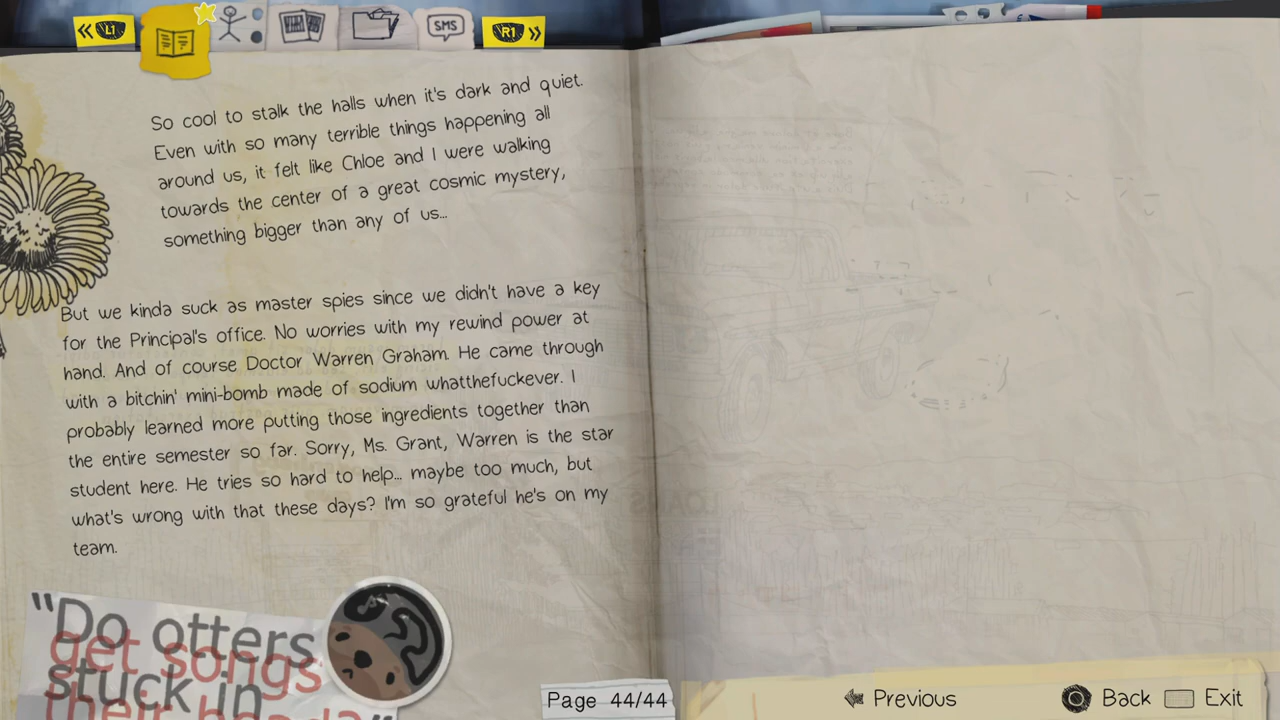 L1
SMS
R1
So cool to stalk the halls when it's dark and quiet.
Even with so many terrible things happening all
around us, it felt like Chloe and I were walking
towards the center of a great cosmic mystery,
something bigger than any of us...
But we kinda suck as master spies since we didn't have a key
for the Principal's office. No worries with my rewind power at
hand. And of course Doctor Warren Graham. He came through
with a bitchin' mini-bomb made of sodium whatthefuckever. I
probably learned more putting those ingredients together than
the entire semester so far. Sorry, Ms. Grant, Warren is the star
student here. He tries so hard to help... maybe too much, but
what's wrong with that these days? I'm so grateful he's on my
team.
"Do otters
get songs
stuck in
their heads?"
Page 44/44
Previous
Back
Exit